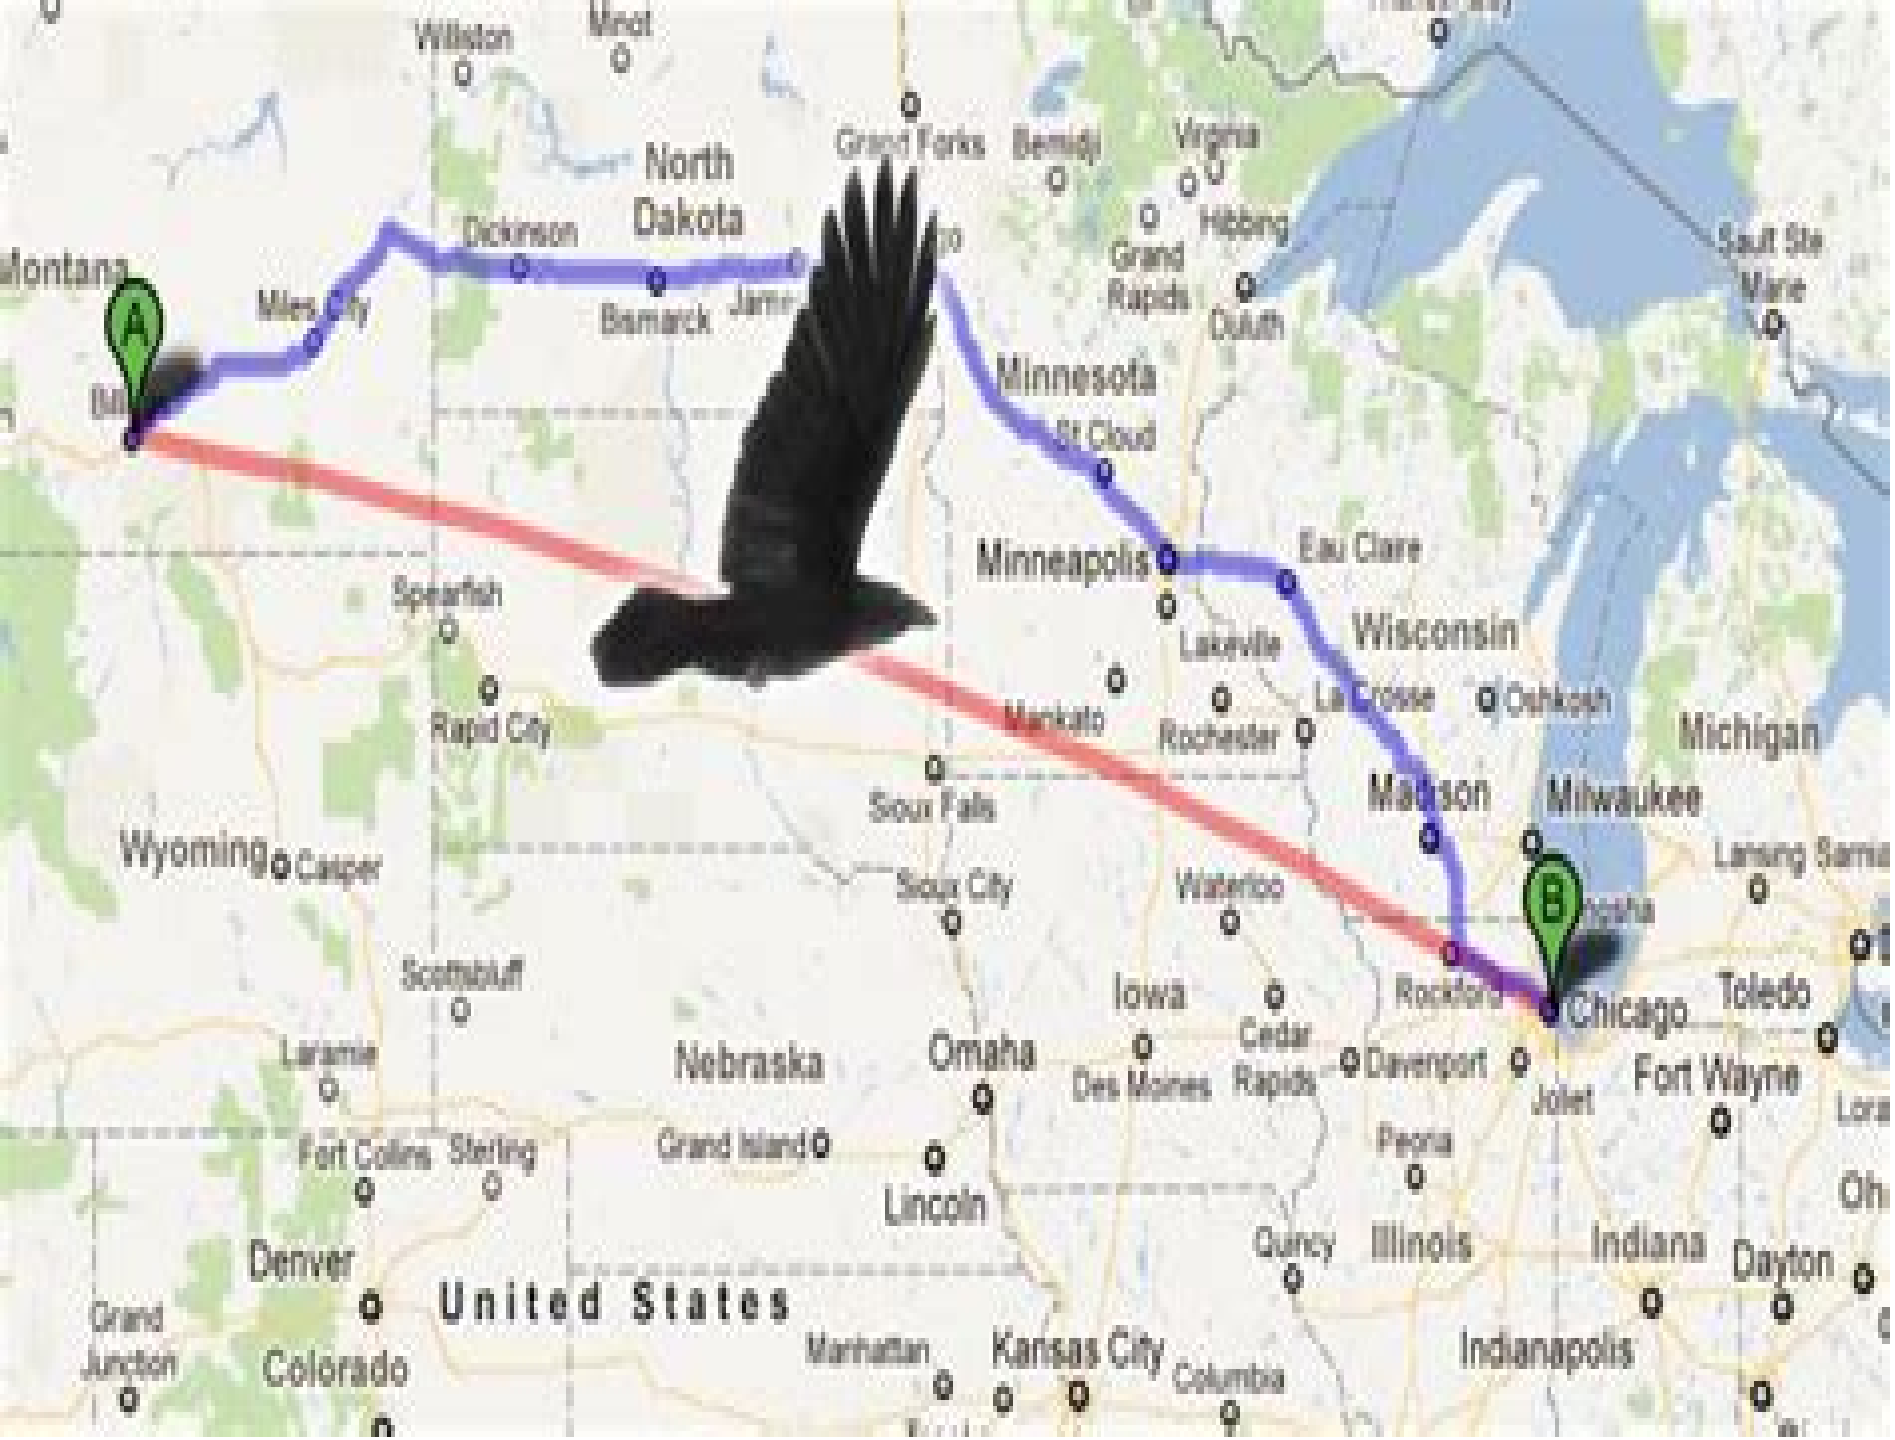 Williston
Minot
Grand Forks
Bemidji
Virginia
North
Dakota
Dickinson
Hibbing
Grand
Rapids
Sault Ste
Marie
Montana
A
Miles City
Bismarck
Duluth
Minnesota
St Cloud
Minneapolis
Eau Claire
Spearfish
Lakeville
Wisconsin
Rapid City
Mankato
Rochester
La Crosse
Oshkosh
Michigan
Sioux Falls
Madison
Milwaukee
Wyoming
Casper
Sioux City
Waterloo
B
Lansing
Scottsbluff
Iowa
Rockford
Chicago
Toledo
Laramie
Nebraska
Omaha
Des Moines
Cedar
Rapids
Davenport
Joliet
Fort Wayne
Fort Collins
Sterling
Grand Island
Lincoln
Peoria
Denver
Quincy
Illinois
Indiana
Dayton
United States
Grand
Junction
Colorado
Manhattan
Kansas City
Columbia
Indianapolis